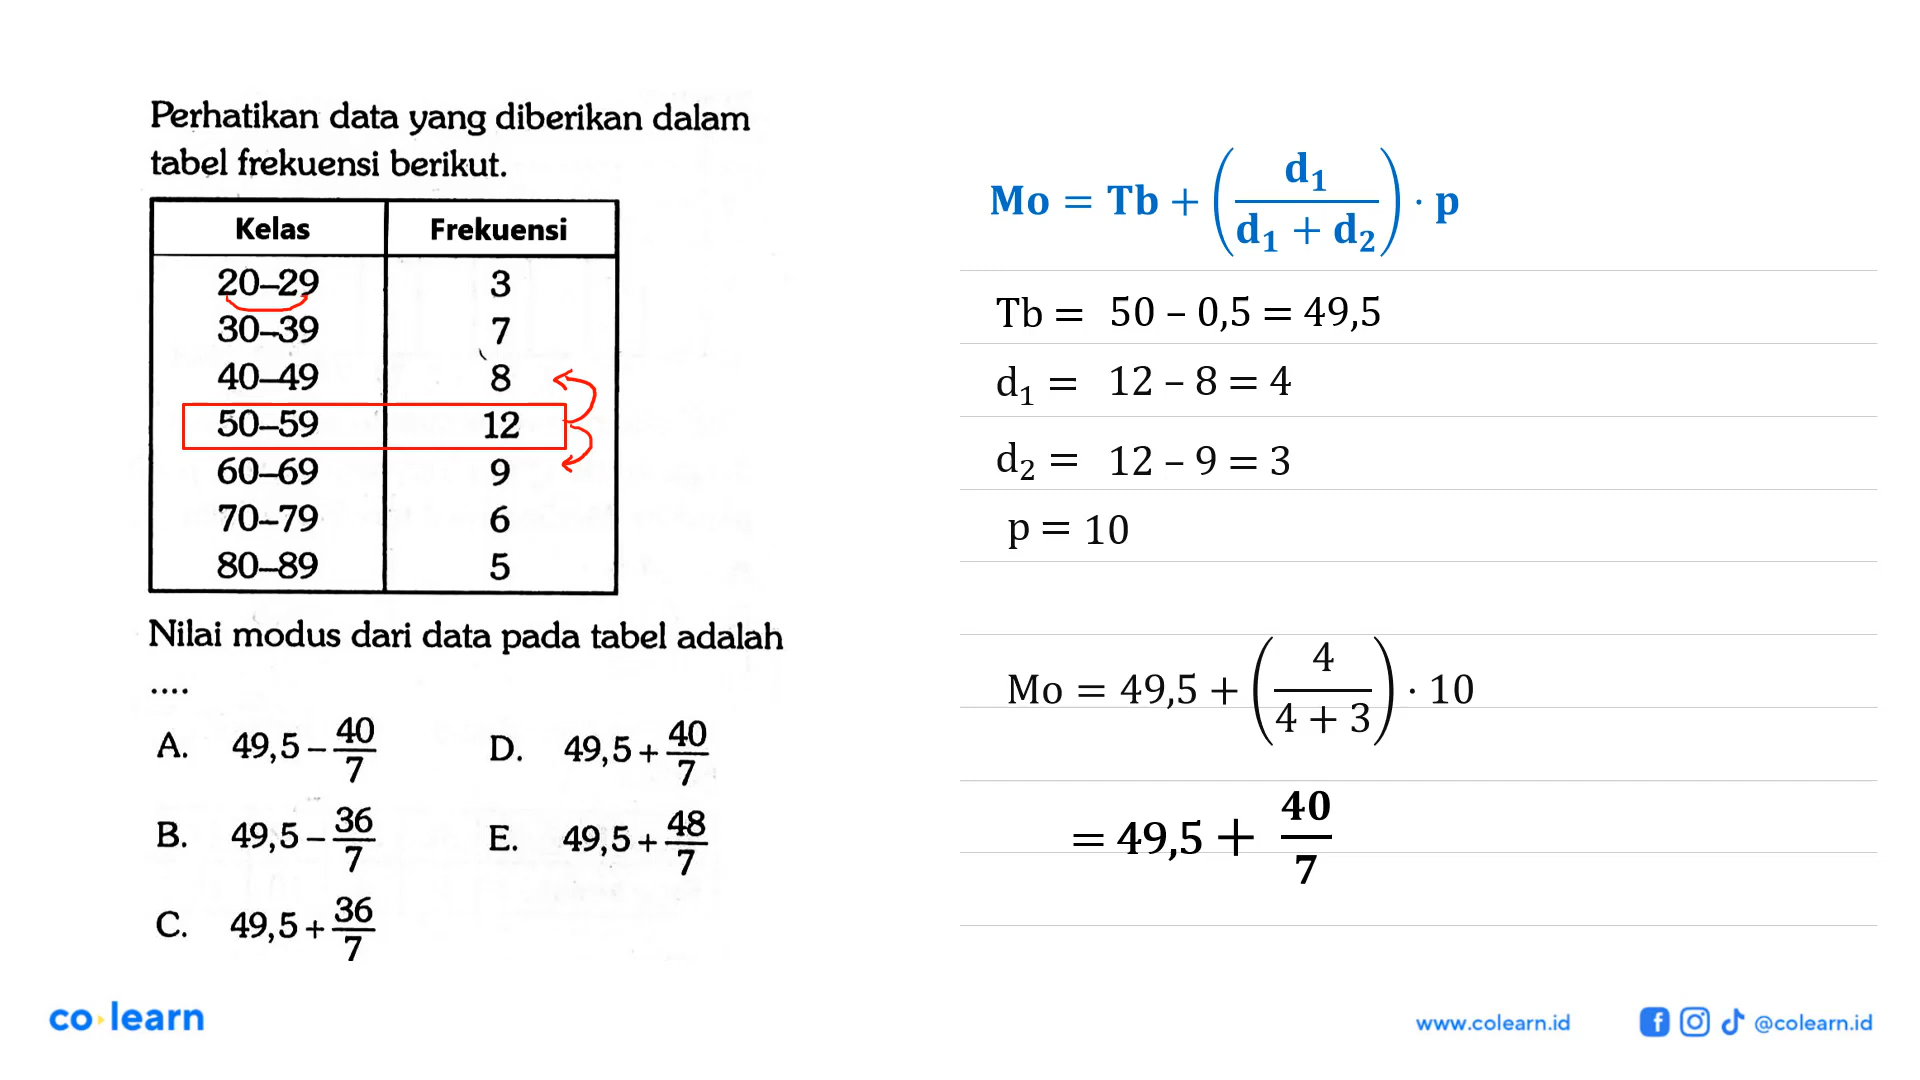 Perhatikan data yang diberikan dalam
tabel frekuensi berikut.
Kelas Frekuensi
20–29 3
30–39 7
40–49 8
50–59 12
60–69 9
70–79 6
80–89 5
Nilai modus dari data pada tabel adalah
....
A. 49,5 – 40/7 D. 49,5 + 40/7
B. 49,5 – 36/7 E. 49,5 + 48/7
C. 49,5 + 36/7
Mo = Tb + (d₁/(d₁ + d₂)) · p
Tb = 50 – 0,5 = 49,5
d₁ = 12 – 8 = 4
d₂ = 12 – 9 = 3
p = 10
Mo = 49,5 + (4/(4 + 3)) · 10
= 49,5 + 40/7
co learn
www.colearn.id
@colearn.id